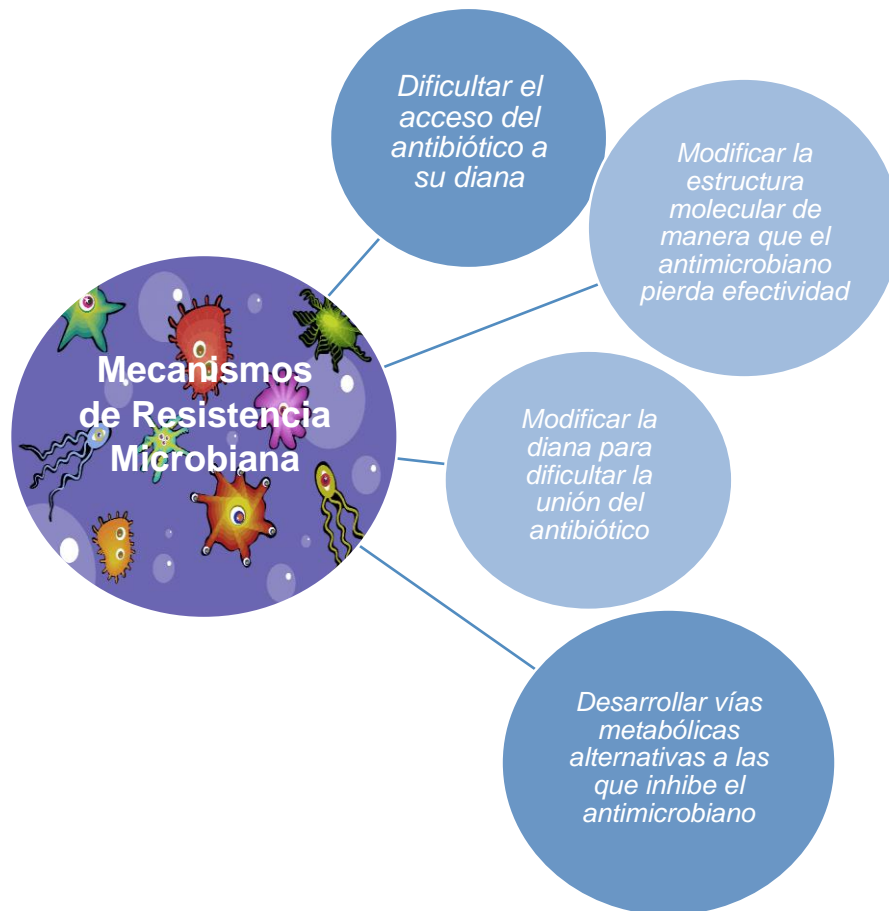 Dificultar el
acceso del
antibiótico a
su diana
Modificar la
estructura
molecular de
manera que el
antimicrobiano
pierda efectividad
Mecanismos
de Resistencia
Microbiana
Modificar la
diana para
dificultar la
unión del
antibiótico
Desarrollar vías
metabólicas
alternativas a las
que inhibe el
antimicrobiano